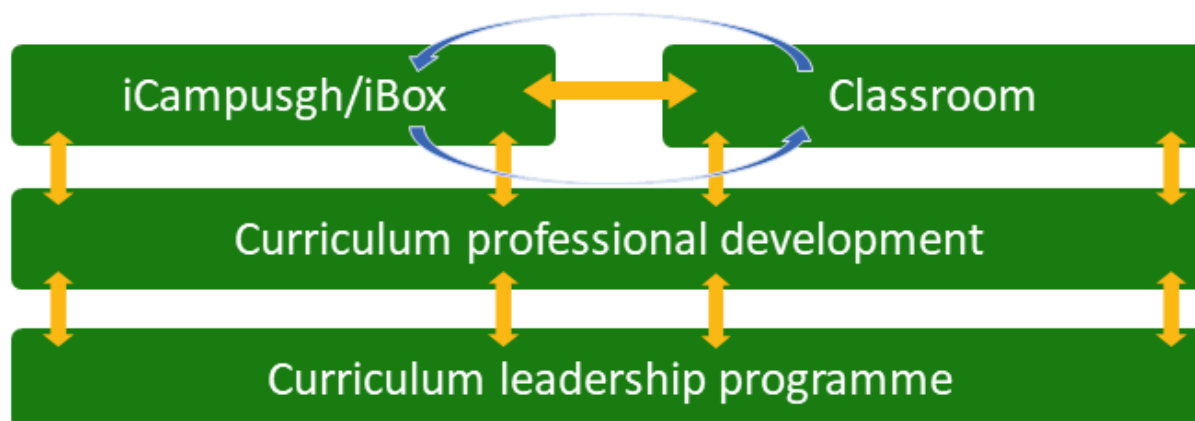 iCampusgh/iBox
Classroom
Curriculum professional development
Curriculum leadership programme